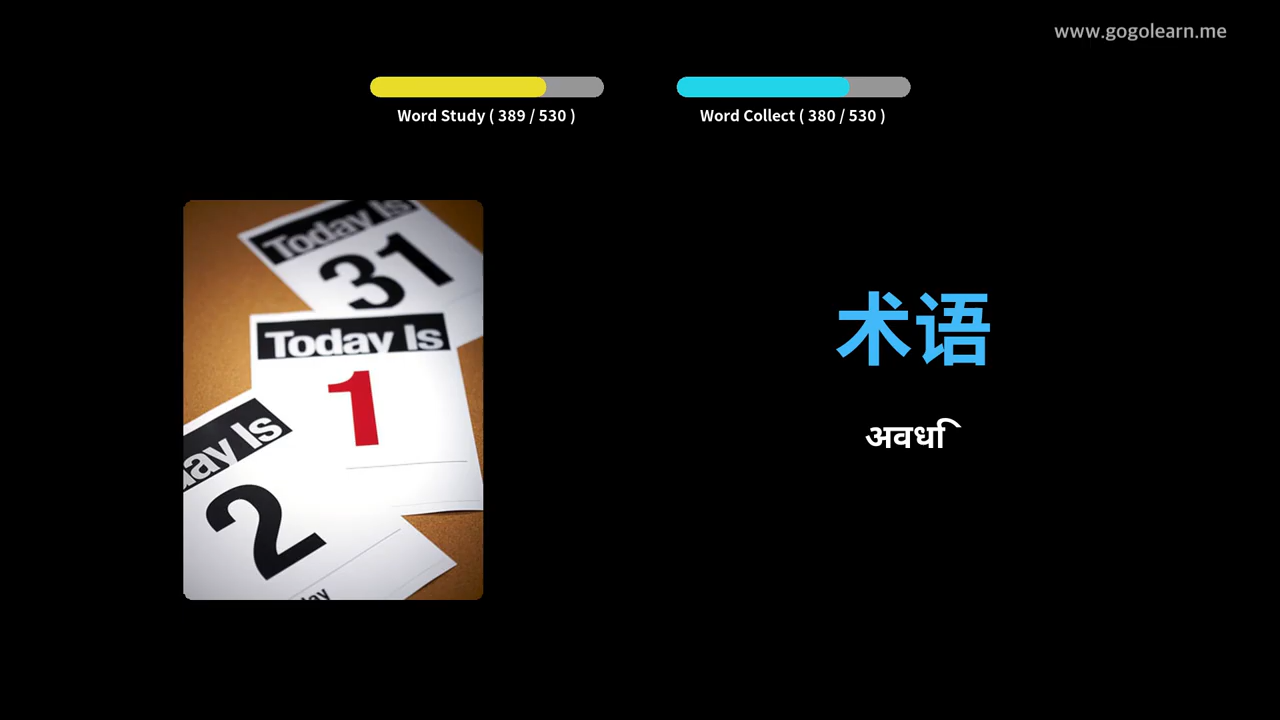 www.gogolearn.me
Word Study ( 389 / 530 )
Word Collect ( 380 / 530 )
Today Is
31
Today Is
1
ay Is
2
ay
术语
अवधि